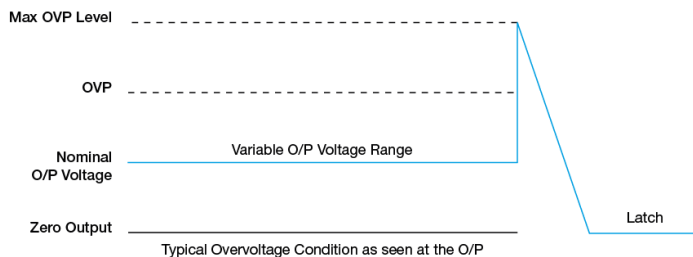 Max OVP Level
OVP
Variable O/P Voltage Range
Nominal
O/P Voltage
Latch
Zero Output
Typical Overvoltage Condition as seen at the O/P